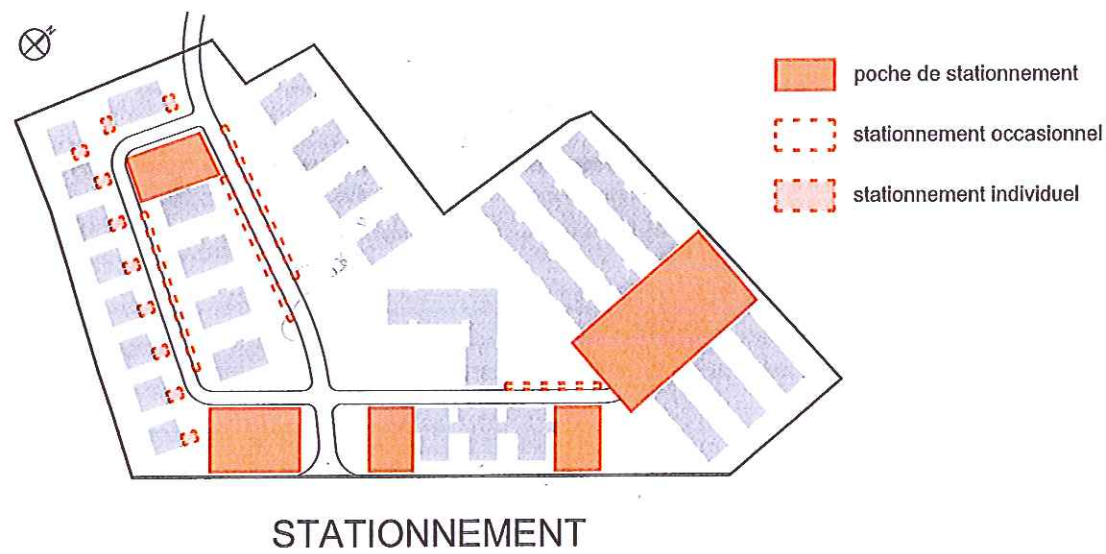 N
poche de stationnement
stationnement occasionnel
stationnement individuel
STATIONNEMENT